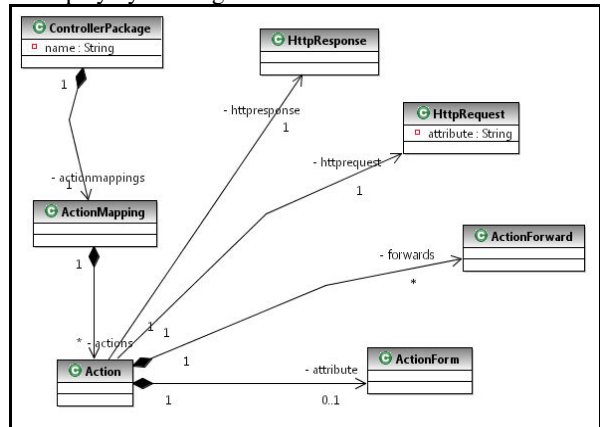 ControllerPackage
name : String
1
- actionmappings
1
ActionMapping
1
* - actions
Action
HttpResponse
- httpresponse
1
1
HttpRequest
attribute : String
- httprequest
1
1
ActionForward
- forwards
*
1
ActionForm
- attribute
1
0..1